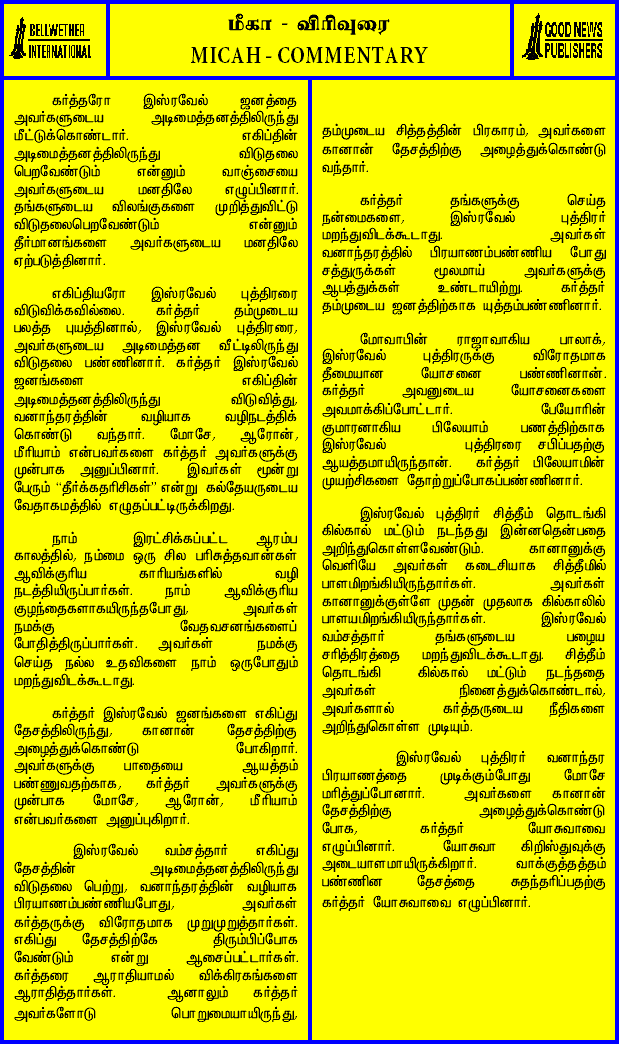 BELLWETHER
INTERNATIONAL
மீகா - விரிவுரை
MICAH - COMMENTARY
GOOD NEWS
PUBLISHERS
கர்த்தரோ இஸ்ரவேல் ஜனத்தை
அவர்களுடைய அடிமைத்தனத்திலிருந்து
மீட்டுக்கொண்டார். எகிப்தின்
அடிமைத்தனத்திலிருந்து விடுதலை
பெறவேண்டும் என்னும் வாஞ்சையை
அவர்களுடைய மனதிலே எழுப்பினார்.
தங்களுடைய விலங்குகளை முறித்துவிட்டு
விடுதலைபெறவேண்டும் என்னும்
தீர்மானங்களை அவர்களுடைய மனதிலே
ஏற்படுத்தினார்.
எகிப்தியரோ இஸ்ரவேல் புத்திரரை
விடுவிக்கவில்லை. கர்த்தர் தம்முடைய
பலத்த புயத்தினால், இஸ்ரவேல் புத்திரரை,
அவர்களுடைய அடிமைத்தன வீட்டிலிருந்து
விடுதலை பண்ணினார். கர்த்தர் இஸ்ரவேல்
ஜனங்களை எகிப்தின்
அடிமைத்தனத்திலிருந்து விடுவித்து,
வனாந்தரத்தின் வழியாக வழிநடத்திக்
கொண்டு வந்தார். மோசே, ஆரோன்,
மீரியாம் என்பவர்களை கர்த்தர் அவர்களுக்கு
முன்பாக அனுப்பினார். இவர்கள் மூன்று
பேரும் “தீர்க்கதரிசிகள்” என்று கல்தேயருடைய
வேதாகமத்தில் எழுதப்பட்டிருக்கிறது.
நாம் இரட்சிக்கப்பட்ட ஆரம்ப
காலத்தில், நம்மை ஒரு சில பரிசுத்தவான்கள்
ஆவிக்குரிய காரியங்களில் வழி
நடத்தியிருப்பார்கள். நாம் ஆவிக்குரிய
குழந்தைகளாகயிருந்தபோது, அவர்கள்
நமக்கு வேதவசனங்களைப்
போதித்திருப்பார்கள். அவர்கள் நமக்கு
செய்த நல்ல உதவிகளை நாம் ஒருபோதும்
மறந்துவிடக்கூடாது.
கர்த்தர் இஸ்ரவேல் ஜனங்களை எகிப்து
தேசத்திலிருந்து, கானான் தேசத்திற்கு
அழைத்துக்கொண்டு போகிறார்.
அவர்களுக்கு பாதையை ஆயத்தம்
பண்ணுவதற்காக, கர்த்தர் அவர்களுக்கு
முன்பாக மோசே, ஆரோன், மீரியாம்
என்பவர்களை அனுப்புகிறார்.
இஸ்ரவேல் வம்சத்தார் எகிப்து
தேசத்தின் அடிமைத்தனத்திலிருந்து
விடுதலை பெற்று, வனாந்தரத்தின் வழியாக
பிரயாணம்பண்ணியபோது, அவர்கள்
கர்த்தருக்கு விரோதமாக முறுமுறுத்தார்கள்.
எகிப்து தேசத்திற்கே திரும்பிப்போக
வேண்டும் என்று ஆசைப்பட்டார்கள்.
கர்த்தரை ஆராதியாமல் விக்கிரகங்களை
ஆராதித்தார்கள். ஆனாலும் கர்த்தர்
அவர்களோடு பொறுமையாயிருந்து,
தம்முடைய சித்தத்தின் பிரகாரம், அவர்களை
கானான் தேசத்திற்கு அழைத்துக்கொண்டு
வந்தார்.
கர்த்தர் தங்களுக்கு செய்த
நன்மைகளை, இஸ்ரவேல் புத்திரர்
மறந்துவிடக்கூடாது. அவர்கள்
வனாந்தரத்தில் பிரயாணம்பண்ணிய போது
சத்துருக்கள் மூலமாய் அவர்களுக்கு
ஆபத்துக்கள் உண்டாயிற்று. கர்த்தர்
தம்முடைய ஜனத்திற்காக யுத்தம்பண்ணினார்.
மோவாபின் ராஜாவாகிய பாலாக்,
இஸ்ரவேல் புத்திரருக்கு விரோதமாக
தீமையான யோசனை பண்ணினான்.
கர்த்தர் அவனுடைய யோசனைகளை
அவமாக்கிப்போட்டார். பேயோரின்
குமாரனாகிய பிலேயாம் பணத்திற்காக
இஸ்ரவேல் புத்திரரை சபிப்பதற்கு
ஆயத்தமாயிருந்தான். கர்த்தர் பிலேயாமின்
முயற்சிகளை தோற்றுப்போகப்பண்ணினார்.
இஸ்ரவேல் புத்திரர் சித்தீம் தொடங்கி
கில்கால் மட்டும் நடந்தது இன்னதென்பதை
அறிந்துகொள்ளவேண்டும். கானானுக்கு
வெளியே அவர்கள் கடைசியாக சித்தீமில்
பாளமிறங்கியிருந்தார்கள். அவர்கள்
கானானுக்குள்ளே முதன் முதலாக கில்காலில்
பாளயமிறங்கியிருந்தார்கள். இஸ்ரவேல்
வம்சத்தார் தங்களுடைய பழைய
சரித்திரத்தை மறந்துவிடக்கூடாது. சித்தீம்
தொடங்கி கில்கால் மட்டும் நடந்ததை
அவர்கள் நினைத்துக்கொண்டால்,
அவர்களால் கர்த்தருடைய நீதிகளை
அறிந்துகொள்ள முடியும்.
இஸ்ரவேல் புத்திரர் வனாந்தர
பிரயாணத்தை முடிக்கும்போது மோசே
மரித்துப்போனார். அவர்களை கானான்
தேசத்திற்கு அழைத்துக்கொண்டு
போக, கர்த்தர் யோசுவாவை
எழுப்பினார். யோசுவா கிறிஸ்துவுக்கு
அடையாளமாயிருக்கிறார். வாக்குத்தத்தம்
பண்ணின தேசத்தை சுதந்தரிப்பதற்கு
கர்த்தர் யோசுவாவை எழுப்பினார்.